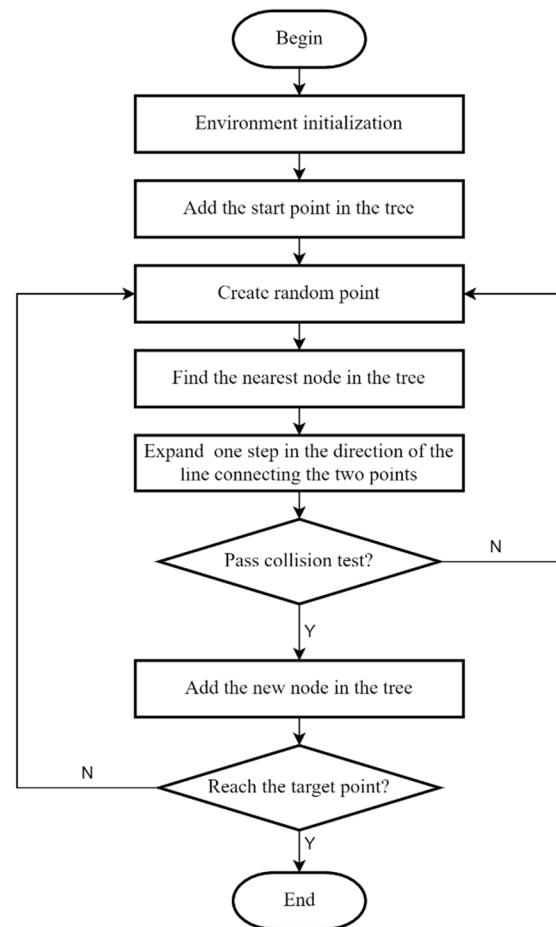 Begin
Environment initialization
Add the start point in the tree
Create random point
Find the nearest node in the tree
Expand one step in the direction of the
line connecting the two points
Pass collision test?
N
Y
Add the new node in the tree
N
Reach the target point?
Y
End